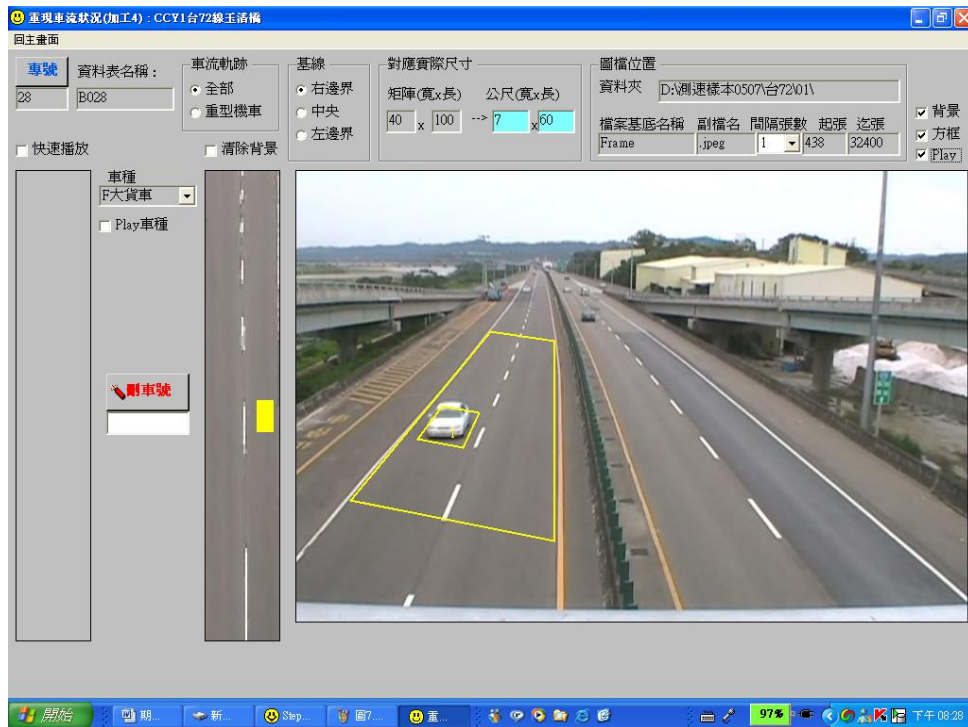 重現車流狀況(加工4)：CCY1台72線玉清橋
回主畫面
專號
資料表名稱：
28
B028
車流軌跡
全部
重型機車
基線
右邊界
中央
左邊界
對應實際尺寸
矩陣(寬x長) 公尺(寬x長)
40 x 100 --> 7 x 60
圖檔位置
資料夾 D:\測速樣本0507\台72\01\
檔案基底名稱 副檔名 間隔張數 起張 迄張
Frame .jpeg 1 438 32400
背景
方框
Play
快速播放
清除背景
車種
F大貨車
Play車種
刪車號
開始
期...
新...
Step...
圖7....
重...
97%
下午 08:28